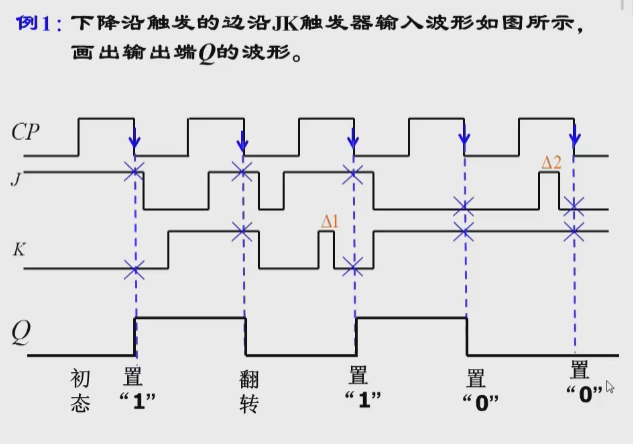 例1：下降沿触发的边沿JK触发器输入波形如图所示，
画出输出端Q的波形。
CP
Δ2
J
Δ1
K
Q
初态 置“1” 翻转 置“1” 置“0” 置“0”